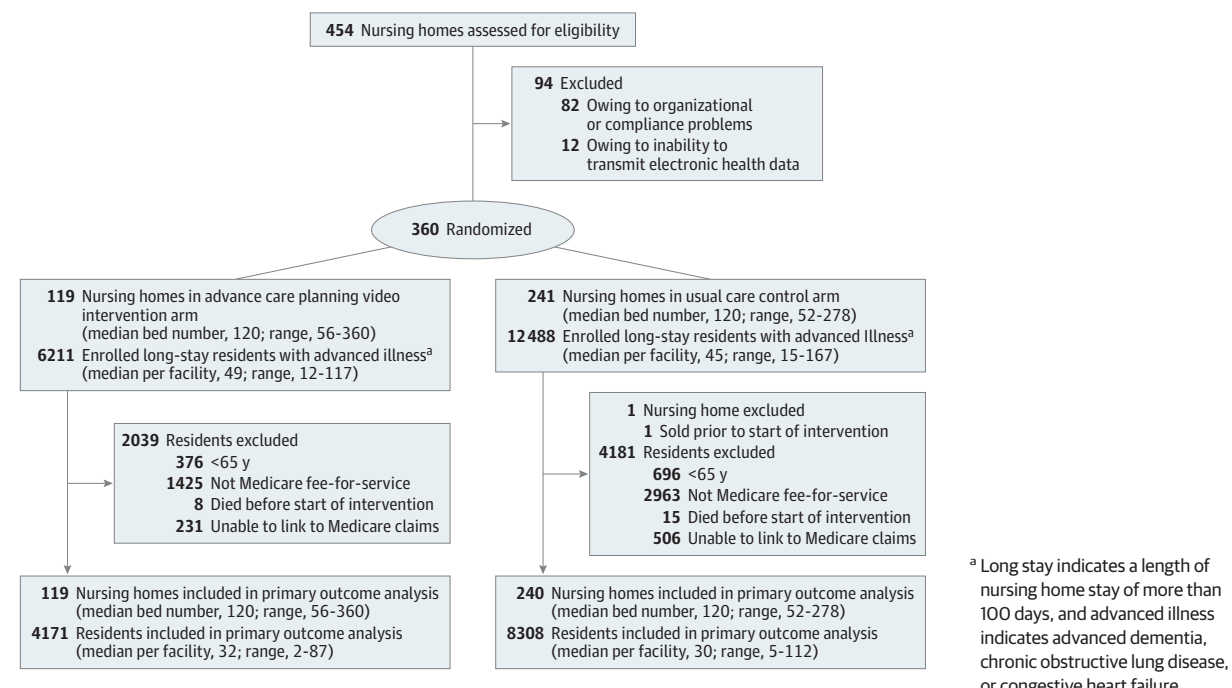 454 Nursing homes assessed for eligibility
94 Excluded
82 Owing to organizational
or compliance problems
12 Owing to inability to
transmit electronic health data
360 Randomized
119 Nursing homes in advance care planning video
intervention arm
(median bed number, 120; range, 56-360)
6211 Enrolled long-stay residents with advanced illnessa
(median per facility, 49; range, 12-117)
241 Nursing homes in usual care control arm
(median bed number, 120; range, 52-278)
12488 Enrolled long-stay residents with advanced Illnessa
(median per facility, 45; range, 15-167)
2039 Residents excluded
376 <65 y
1425 Not Medicare fee-for-service
8 Died before start of intervention
231 Unable to link to Medicare claims
1 Nursing home excluded
1 Sold prior to start of intervention
4181 Residents excluded
696 <65 y
2963 Not Medicare fee-for-service
15 Died before start of intervention
506 Unable to link to Medicare claims
119 Nursing homes included in primary outcome analysis
(median bed number, 120; range, 56-360)
4171 Residents included in primary outcome analysis
(median per facility, 32; range, 2-87)
240 Nursing homes included in primary outcome analysis
(median bed number, 120; range, 52-278)
8308 Residents included in primary outcome analysis
(median per facility, 30; range, 5-112)
a Long stay indicates a length of
nursing home stay of more than
100 days, and advanced illness
indicates advanced dementia,
chronic obstructive lung disease,
or congestive heart failure